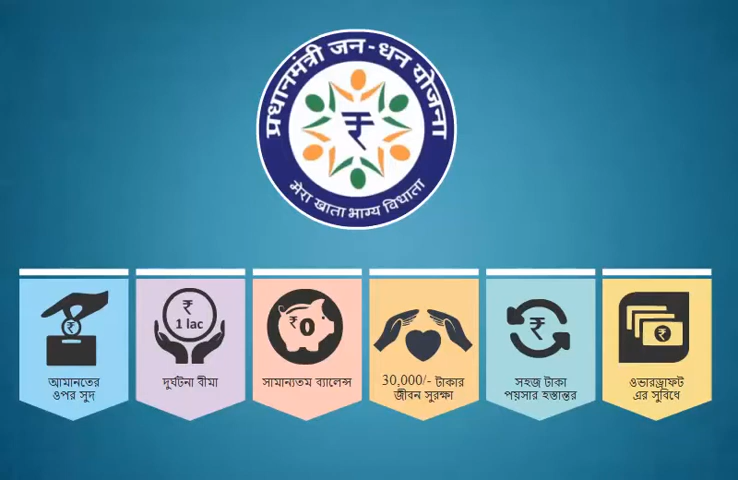 प्रधानमंत्री जन - धन योजना
मेरा खाता भाग्य विधाता
₹
₹
आমানতের
ওপর সুদ
₹
1 lac
দুর্ঘটনা বীমা
₹0
সামান্যতম ব্যালেন্স
30,000/- টাকার
জীবন সুরক্ষা
₹
সহজ টাকা
পয়সার হস্তান্তর
₹
ওভারড্রাফট
এর সুবিধে